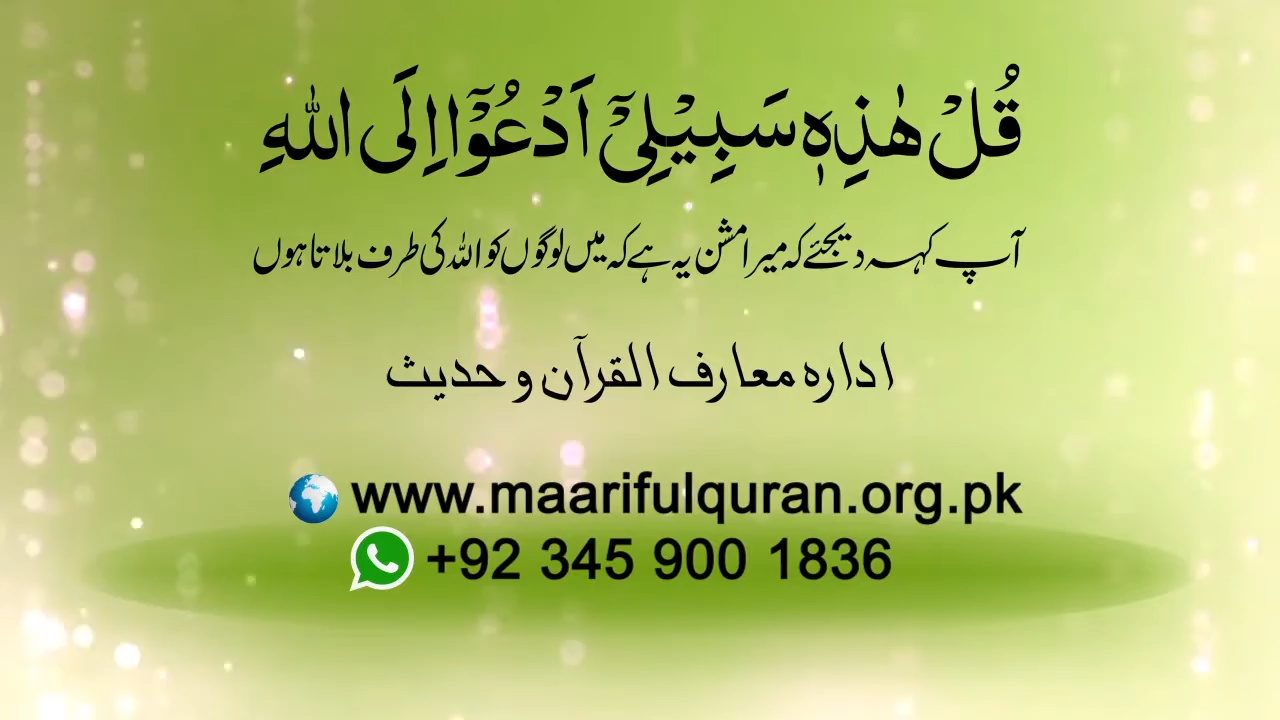 قُلْ هٰذِهٖ سَبِیْلِیْۤ اَدْعُوْۤا اِلَی اللّٰهِ
آپ کہہ دیجئے کہ میرا مشن یہ ہے کہ میں لوگوں کو اللہ کی طرف بلاتا ہوں
ادارہ معارف القرآن و حدیث
www.maarifulquran.org.pk
+92 345 900 1836